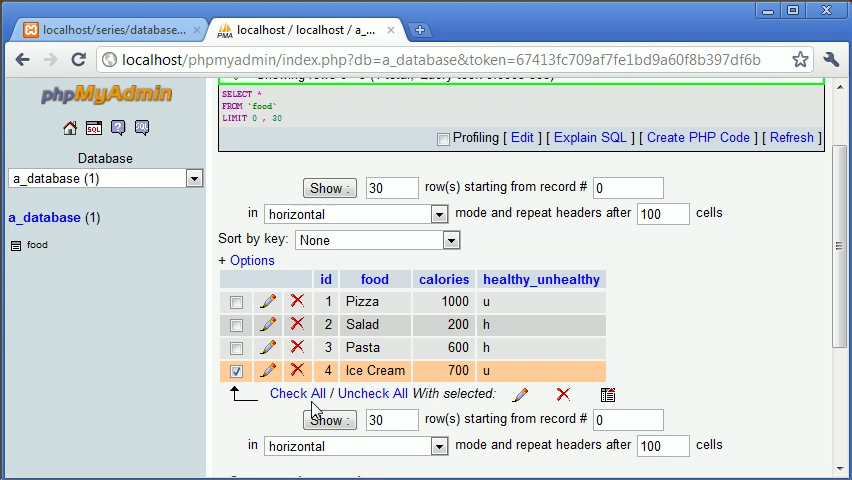 localhost/series/database...
localhost / localhost / a_...
localhost/phpmyadmin/index.php?db=a_database&token=67413fc709af7fe1bd9a60f8b397df6b
phpMyAdmin
SQL
Database
a_database (1)
a_database (1)
food
SELECT *
FROM `food`
LIMIT 0 , 30
Profiling [ Edit ] [ Explain SQL ] [ Create PHP Code ] [ Refresh ]
Show : 30 row(s) starting from record # 0
in horizontal mode and repeat headers after 100 cells
Sort by key: None
+ Options
id food calories healthy_unhealthy
1 Pizza 1000 u
2 Salad 200 h
3 Pasta 600 h
4 Ice Cream 700 u
Check All / Uncheck All With selected:
Show : 30 row(s) starting from record # 0
in horizontal mode and repeat headers after 100 cells